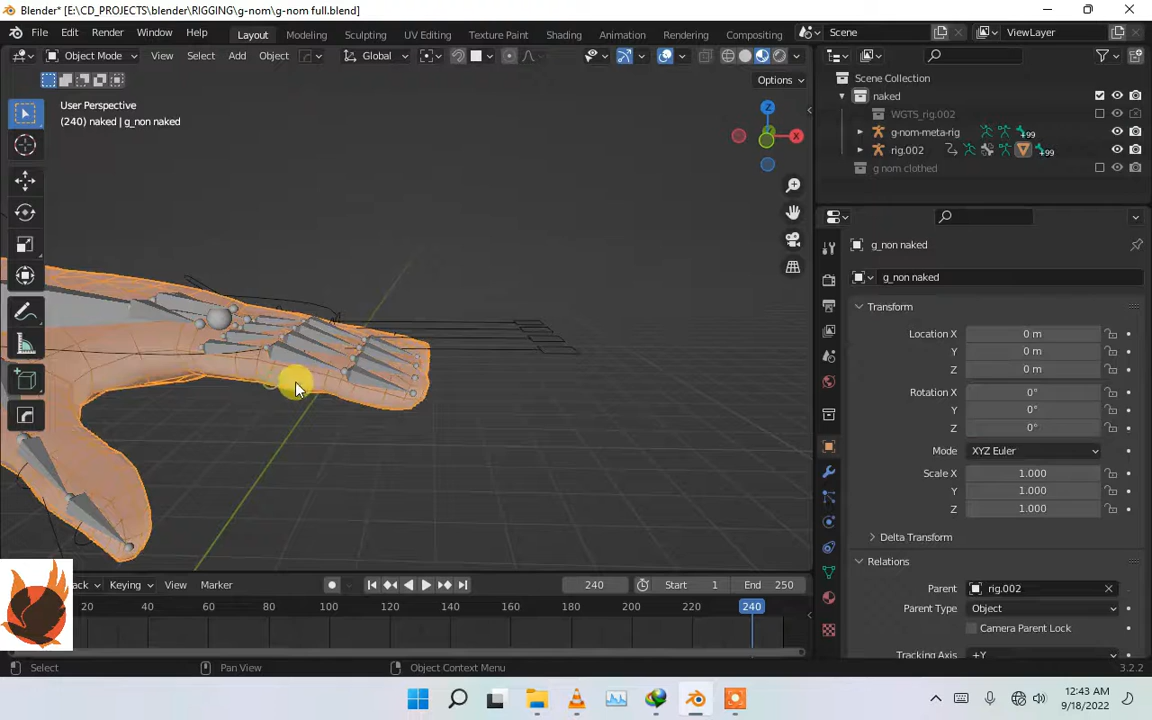 Blender* [E:\CD_PROJECTS\blender\RIGGING\g-nom\g-nom full.blend]
File Edit Render Window Help Layout Modeling Sculpting UV Editing Texture Paint Shading Animation Rendering Compositing Scene ViewLayer
Object Mode View Select Add Object Global
Options
User Perspective
(240) naked | g_non naked
Scene Collection
naked
WGTS_rig.002
g-nom-meta-rig 99
rig.002 99
g nom clothed
g_non naked
g_non naked
Transform
Location X 0 m
Y 0 m
Z 0 m
Rotation X 0°
Y 0°
Z 0°
Mode XYZ Euler
Scale X 1.000
Y 1.000
Z 1.000
Delta Transform
Relations
Parent rig.002
Parent Type Object
Camera Parent Lock
Tracking Axis +Y
Keying View Marker 240 Start 1 End 250
20 40 60 80 100 120 140 160 180 200 220 240
Select Pan View Object Context Menu 3.2.2
12:43 AM
9/18/2022